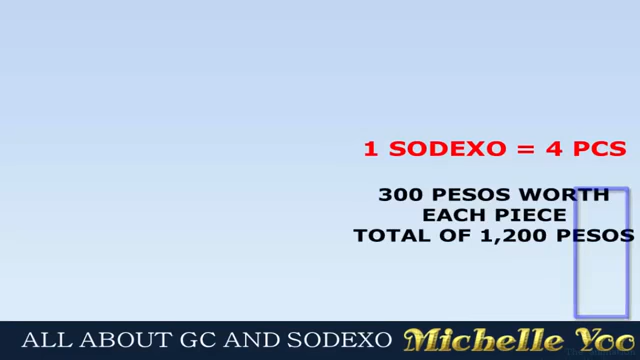 1 SODEXO = 4 PCS
300 PESOS WORTH
EACH PIECE
TOTAL OF 1,200 PESOS
ALL ABOUT GC AND SODEXO Michelle Yoo